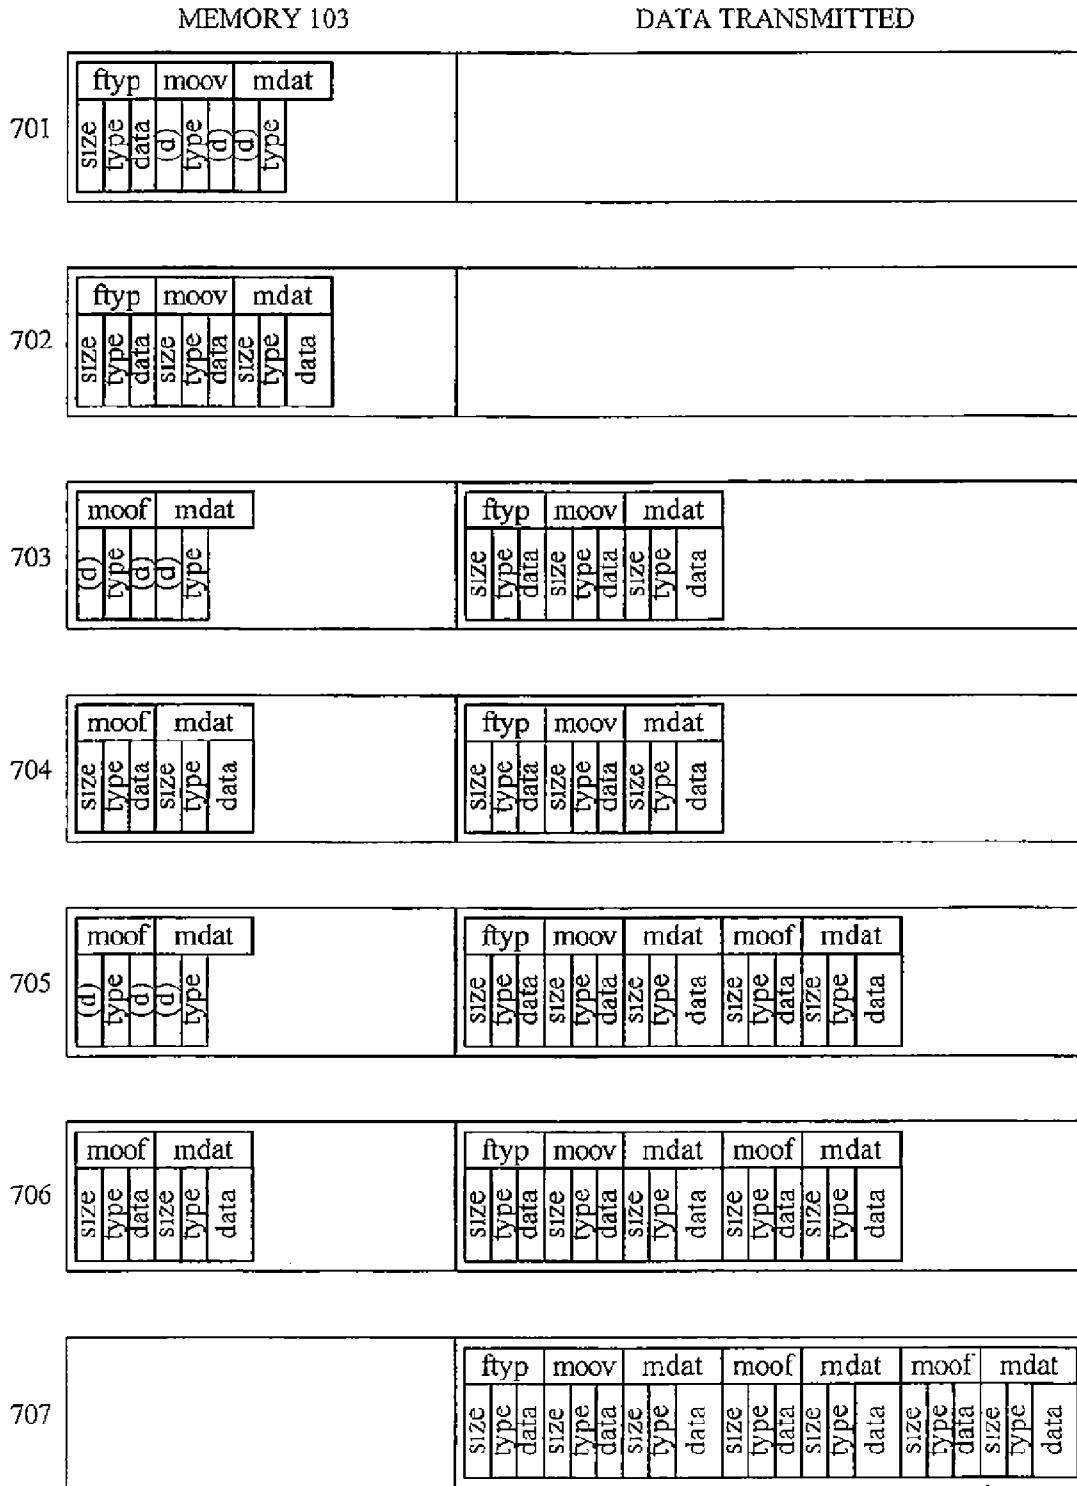 MEMORY 103 DATA TRANSMITTED
701
ftyp moov mdat
size type data (d) type (d) (d) type
702
ftyp moov mdat
size type data size type data size type data
703
moof mdat
(d) type (d) (d) type
ftyp moov mdat
size type data size type data size type data
704
moof mdat
size type data size type data
ftyp moov mdat
size type data size type data size type data
705
moof mdat
(d) type (d) (d) type
ftyp moov mdat moof mdat
size type data size type data size type data size type data size type data
706
moof mdat
size type data size type data
ftyp moov mdat moof mdat
size type data size type data size type data size type data size type data
707
ftyp moov mdat moof mdat moof mdat
size type data size type data size type data size type data size type data size type data size type data